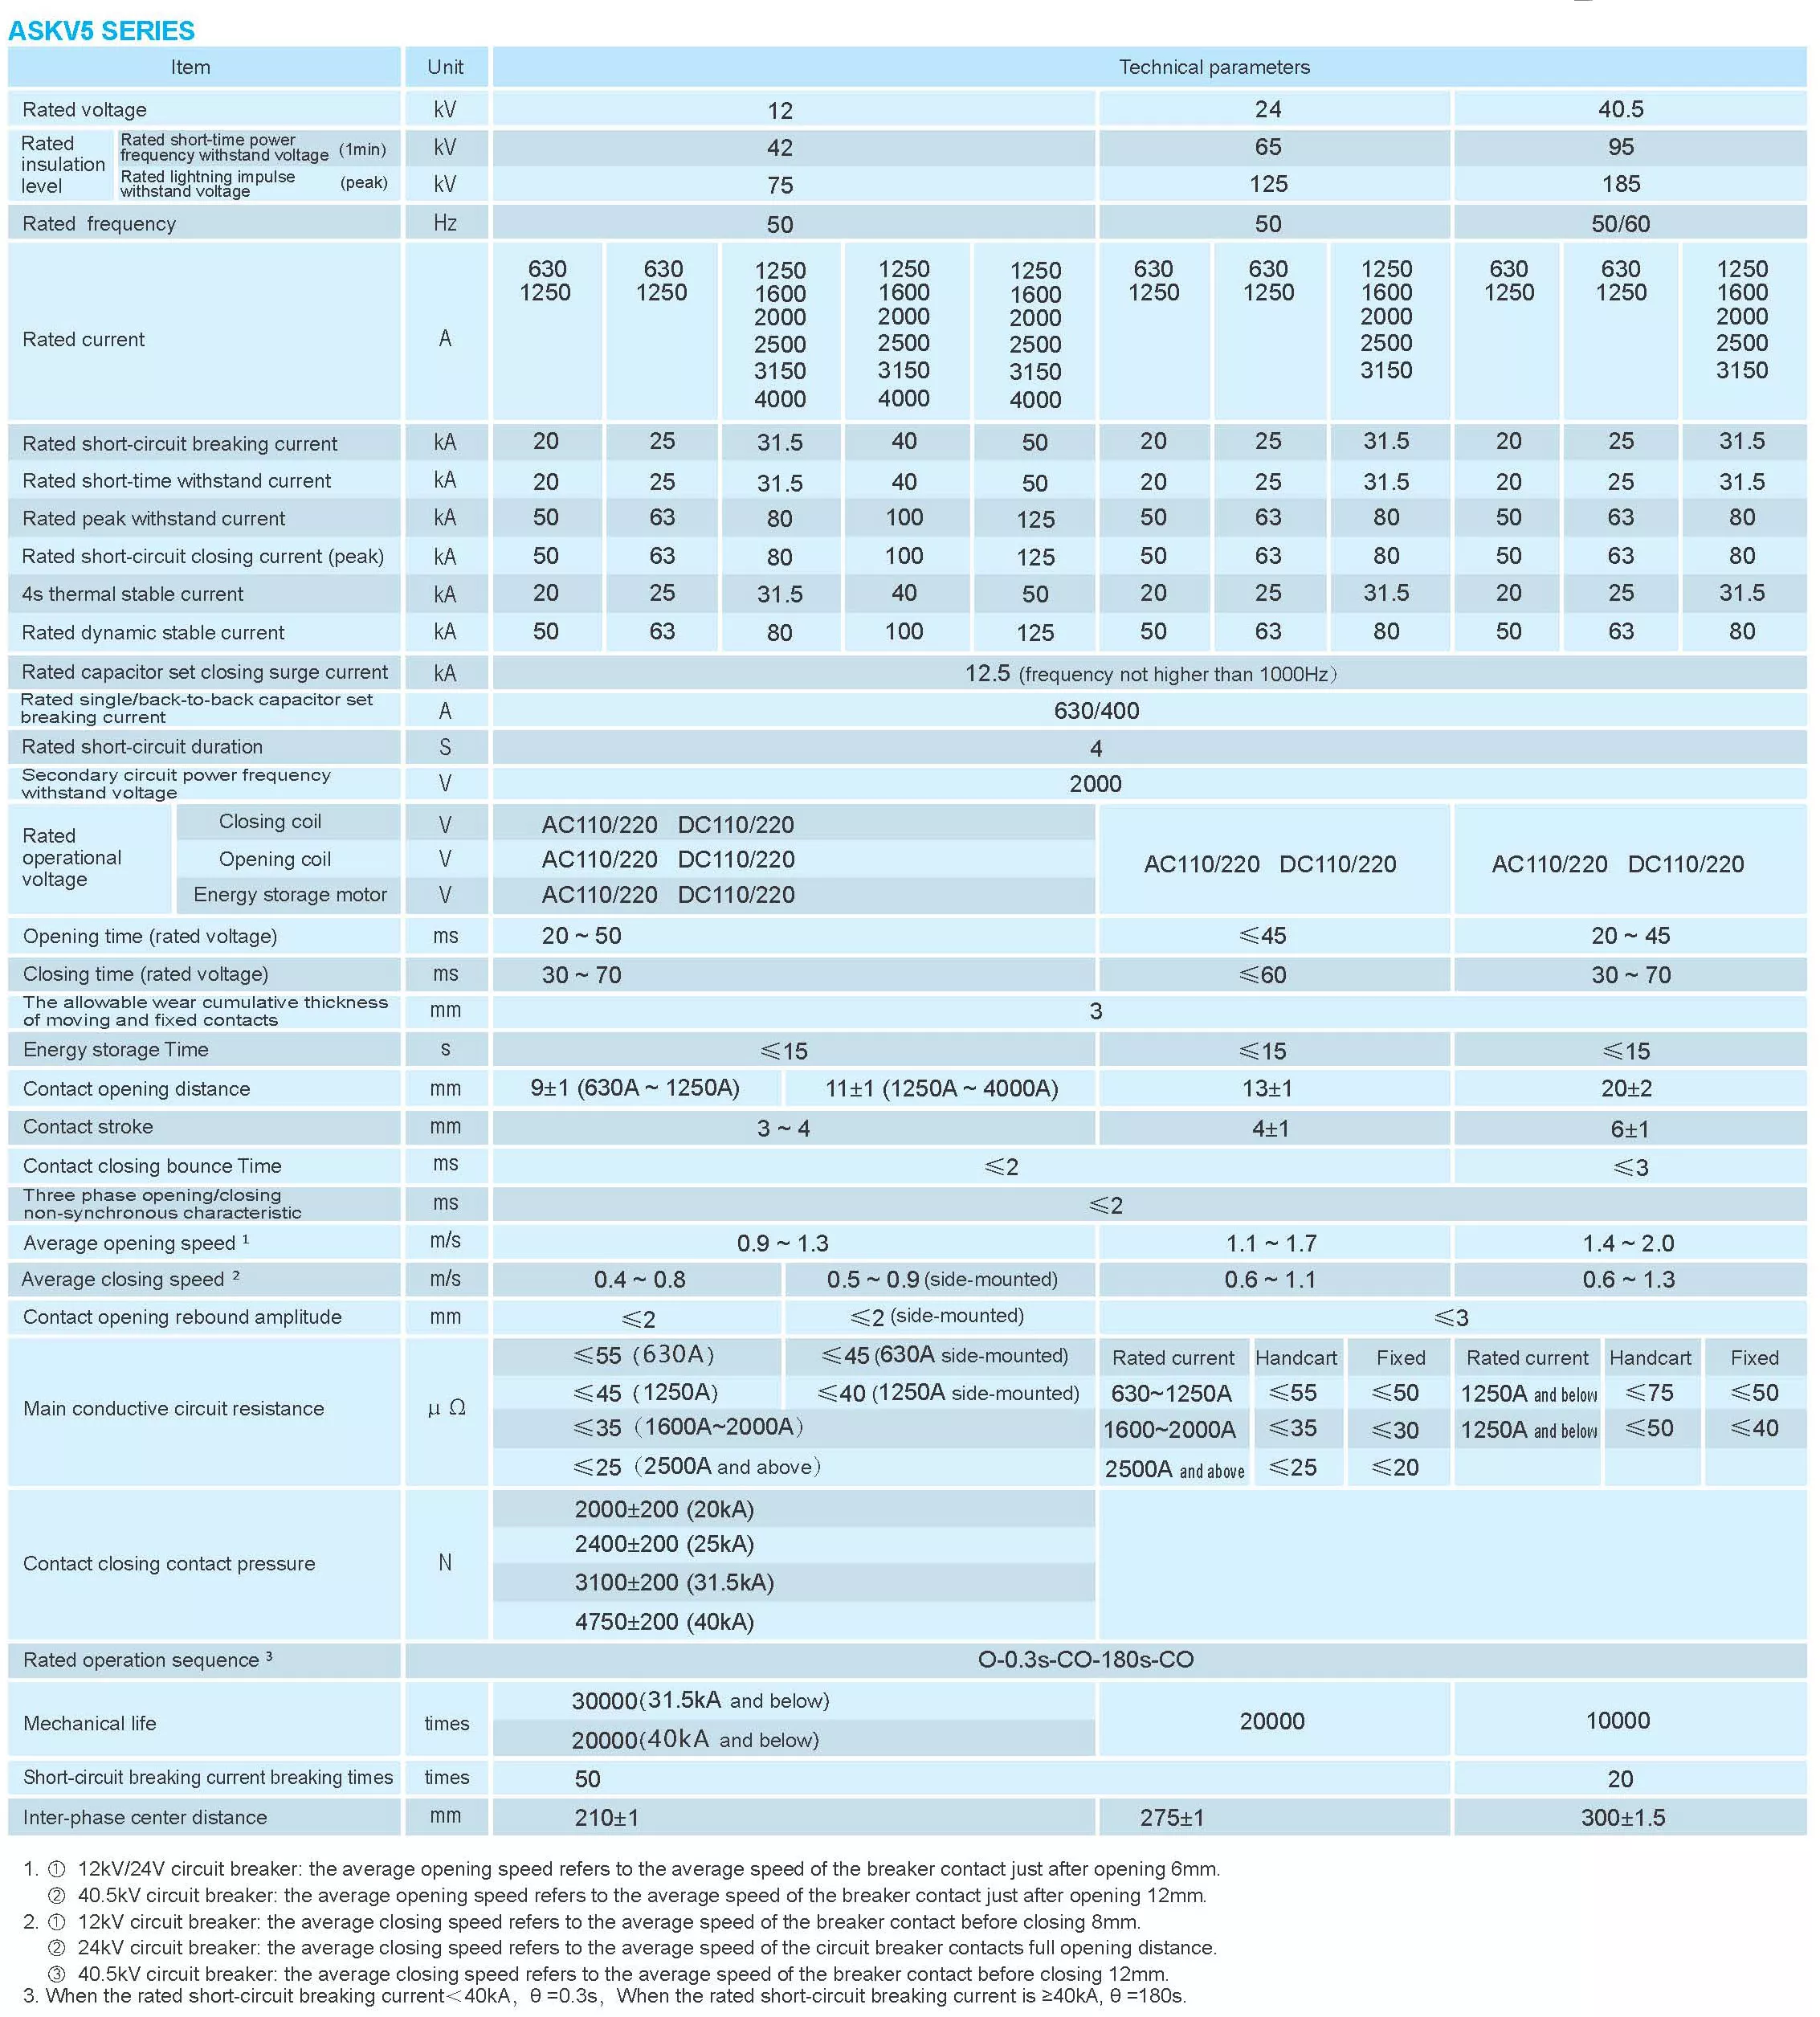 ASKV5 SERIES
Item Unit Technical parameters
Rated voltage kV 12 24 40.5
Rated insulation level Rated short-time power frequency withstand voltage (1min) kV 42 65 95
Rated lightning impulse withstand voltage (peak) kV 75 125 185
Rated frequency Hz 50 50 50/60
Rated current A
630 630 1250 1250 1250 630 630 1250 630 630 1250
1250 1250 1600 1600 1600 1250 1250 1600 1250 1250 1600
2000 2000 2000 2000 2000
2500 2500 2500 2500 2500
3150 3150 3150 3150 3150
4000 4000 4000
Rated short-circuit breaking current kA 20 25 31.5 40 50 20 25 31.5 20 25 31.5
Rated short-time withstand current kA 20 25 31.5 40 50 20 25 31.5 20 25 31.5
Rated peak withstand current kA 50 63 80 100 125 50 63 80 50 63 80
Rated short-circuit closing current (peak) kA 50 63 80 100 125 50 63 80 50 63 80
4s thermal stable current kA 20 25 31.5 40 50 20 25 31.5 20 25 31.5
Rated dynamic stable current kA 50 63 80 100 125 50 63 80 50 63 80
Rated capacitor set closing surge current kA 12.5 (frequency not higher than 1000Hz)
Rated single/back-to-back capacitor set breaking current A 630/400
Rated short-circuit duration S 4
Secondary circuit power frequency withstand voltage V 2000
Rated operational voltage
Closing coil V AC110/220 DC110/220
Opening coil V AC110/220 DC110/220 AC110/220 DC110/220 AC110/220 DC110/220
Energy storage motor V AC110/220 DC110/220
Opening time (rated voltage) ms 20 ~ 50 ≤45 20 ~ 45
Closing time (rated voltage) ms 30 ~ 70 ≤60 30 ~ 70
The allowable wear cumulative thickness of moving and fixed contacts mm 3
Energy storage Time s ≤15 ≤15 ≤15
Contact opening distance mm 9±1 (630A ~ 1250A) 11±1 (1250A ~ 4000A) 13±1 20±2
Contact stroke mm 3 ~ 4 4±1 6±1
Contact closing bounce Time ms ≤2 ≤3
Three phase opening/closing non-synchronous characteristic ms ≤2
Average opening speed ¹ m/s 0.9 ~ 1.3 1.1 ~ 1.7 1.4 ~ 2.0
Average closing speed ² m/s 0.4 ~ 0.8 0.5 ~ 0.9 (side-mounted) 0.6 ~ 1.1 0.6 ~ 1.3
Contact opening rebound amplitude mm ≤2 ≤2 (side-mounted) ≤3
Main conductive circuit resistance μ Ω
≤55 (630A) ≤45 (630A side-mounted) Rated current Handcart Fixed Rated current Handcart Fixed
≤45 (1250A) ≤40 (1250A side-mounted) 630~1250A ≤55 ≤50 1250A and below ≤75 ≤50
≤35 (1600A~2000A) 1600~2000A ≤35 ≤30 1250A and below ≤50 ≤40
≤25 (2500A and above) 2500A and above ≤25 ≤20
Contact closing contact pressure N
2000±200 (20kA)
2400±200 (25kA)
3100±200 (31.5kA)
4750±200 (40kA)
Rated operation sequence ³ O-0.3s-CO-180s-CO
Mechanical life times
30000(31.5kA and below) 20000 10000
20000(40kA and below)
Short-circuit breaking current breaking times times 50 20
Inter-phase center distance mm 210±1 275±1 300±1.5
1. ① 12kV/24V circuit breaker: the average opening speed refers to the average speed of the breaker contact just after opening 6mm.
② 40.5kV circuit breaker: the average opening speed refers to the average speed of the breaker contact just after opening 12mm.
2. ① 12kV circuit breaker: the average closing speed refers to the average speed of the breaker contact before closing 8mm.
② 24kV circuit breaker: the average closing speed refers to the average speed of the circuit breaker contacts full opening distance.
③ 40.5kV circuit breaker: the average closing speed refers to the average speed of the breaker contact before closing 12mm.
3. When the rated short-circuit breaking current<40kA, θ =0.3s, When the rated short-circuit breaking current is ≥40kA, θ =180s.